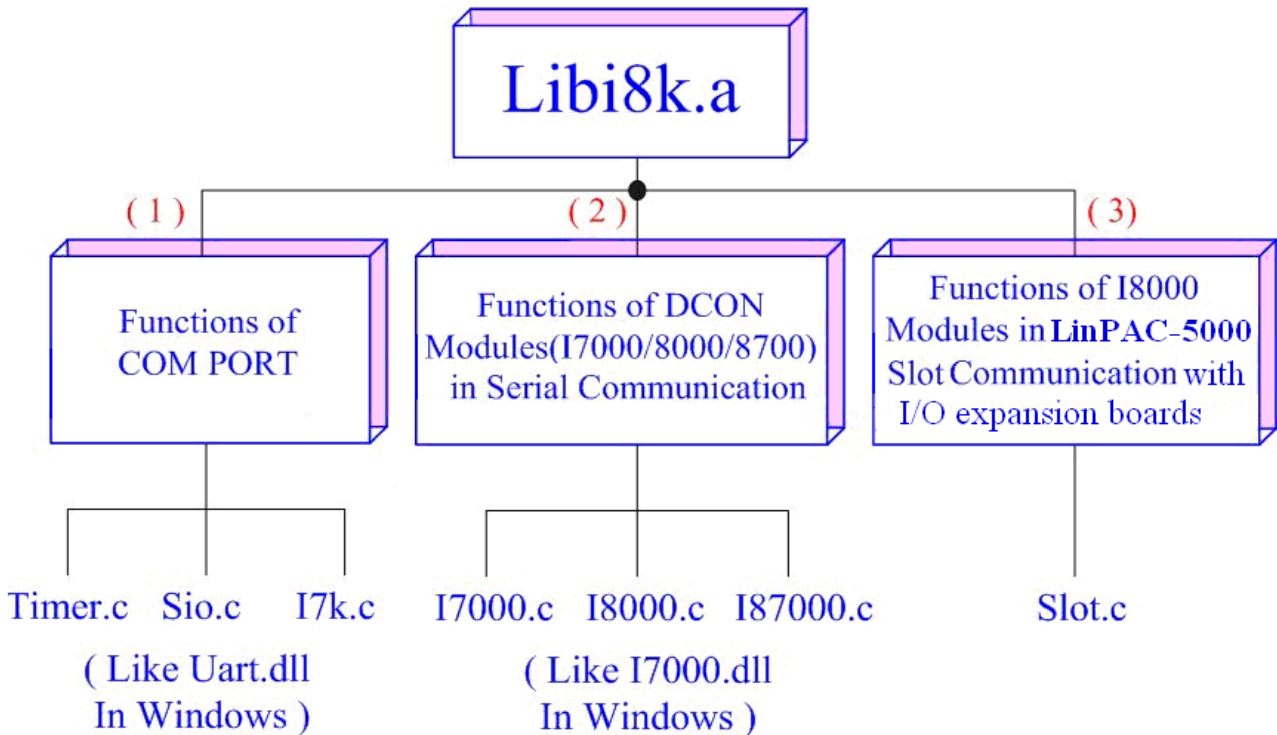 Libi8k.a
( 1 )
( 2 )
( 3)
Functions of
COM PORT
Functions of DCON
Modules(I7000/8000/8700)
in Serial Communication
Functions of I8000
Modules in LinPAC-5000
Slot Communication with
I/O expansion boards
Timer.c
Sio.c
I7k.c
( Like Uart.dll
In Windows )
I7000.c
I8000.c
I87000.c
( Like I7000.dll
In Windows )
Slot.c